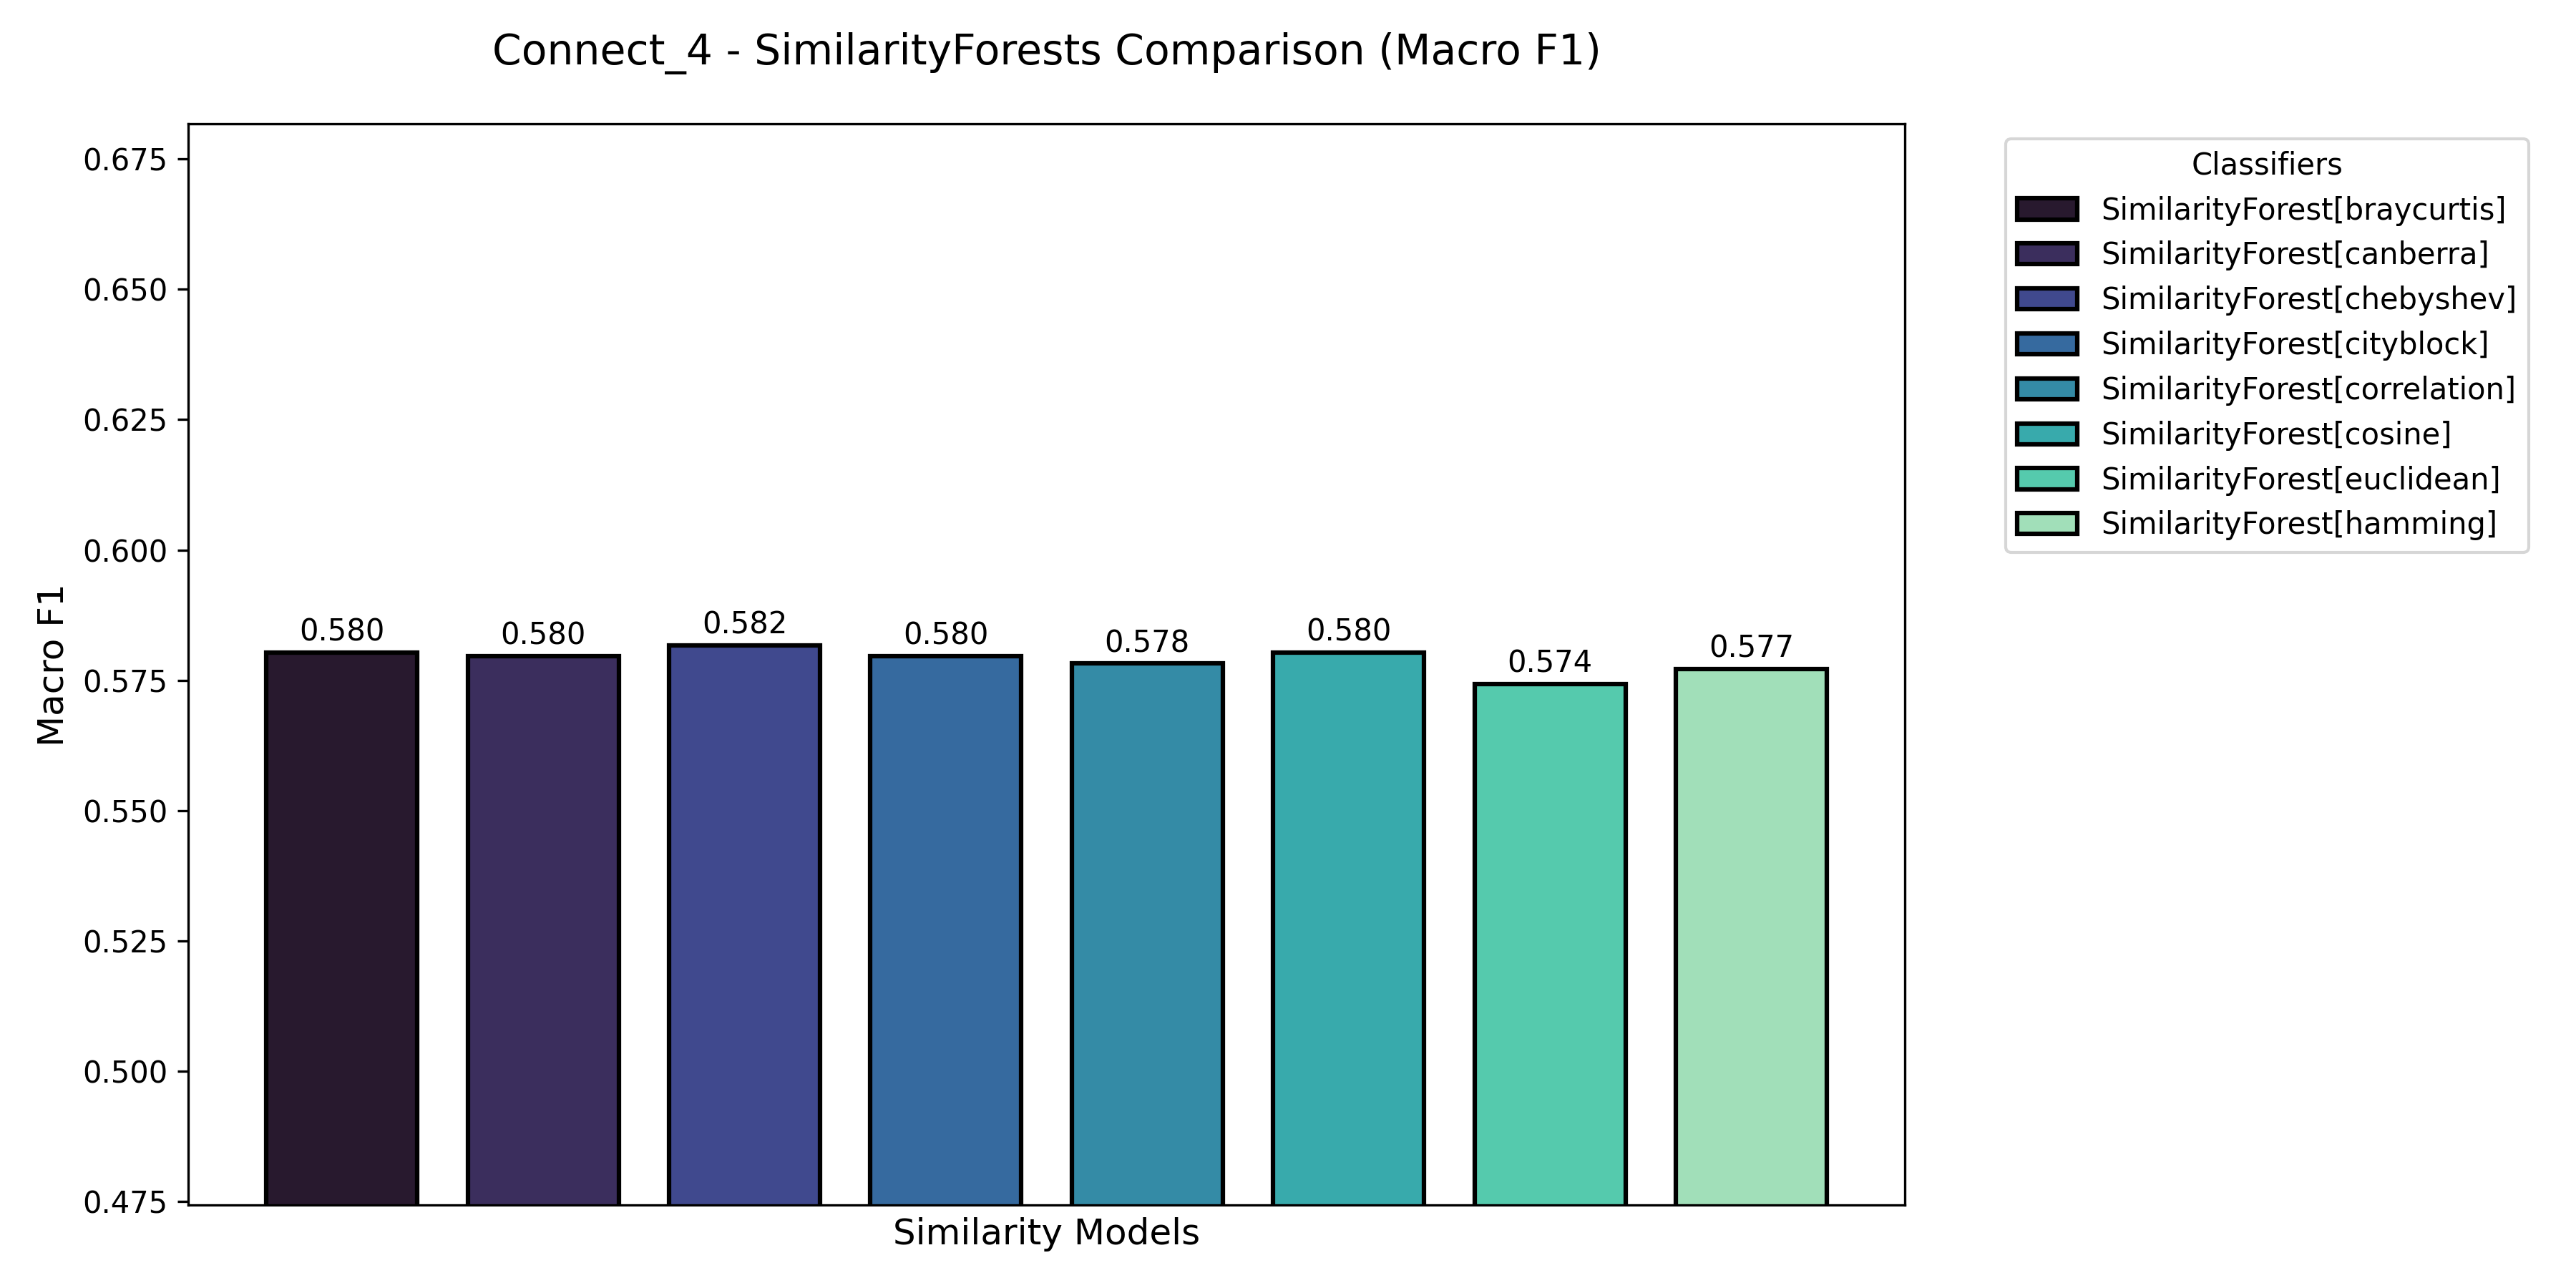 Connect_4 - SimilarityForests Comparison (Macro F1)
Macro F1
0.675
0.650
0.625
0.600
0.575
0.550
0.525
0.500
0.475
0.580
0.580
0.582
0.580
0.578
0.580
0.574
0.577
Similarity Models
Classifiers
SimilarityForest[braycurtis]
SimilarityForest[canberra]
SimilarityForest[chebyshev]
SimilarityForest[cityblock]
SimilarityForest[correlation]
SimilarityForest[cosine]
SimilarityForest[euclidean]
SimilarityForest[hamming]